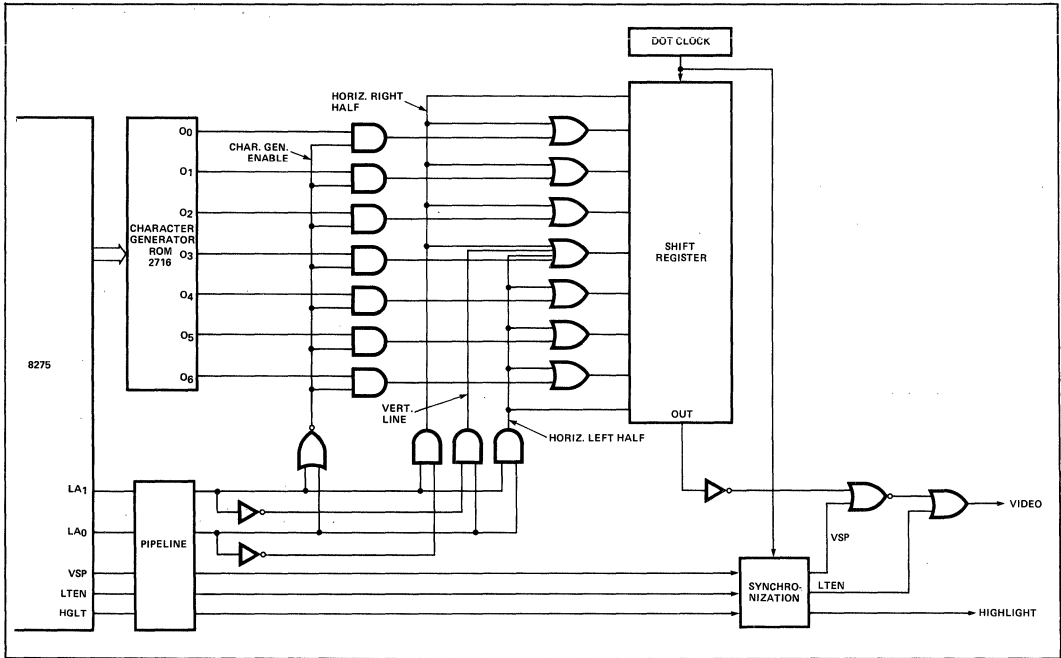 DOT CLOCK
HORIZ. RIGHT
HALF
CHAR. GEN.
ENABLE
O0
O1
O2
CHARACTER
GENERATOR
ROM
2716
O3
O4
O5
O6
SHIFT
REGISTER
8275
VERT.
LINE
OUT
HORIZ. LEFT HALF
LA1
LA0
VSP
LTEN
HGLT
PIPELINE
VSP
VIDEO
SYNCHRO-
NIZATION
LTEN
HIGHLIGHT